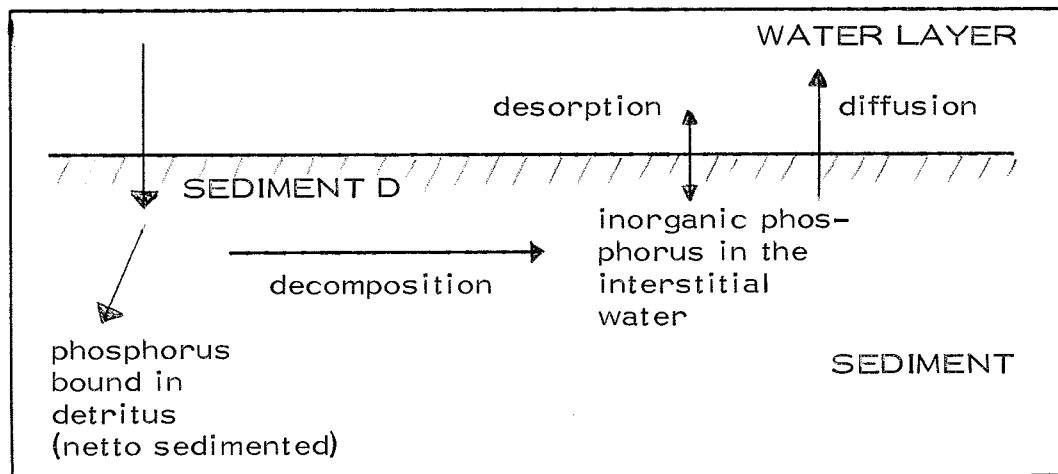 WATER LAYER
desorption
diffusion
SEDIMENT D
inorganic phos-
phorus in the
interstitial
water
decomposition
phosphorus
bound in
detritus
(netto sedimented)
SEDIMENT